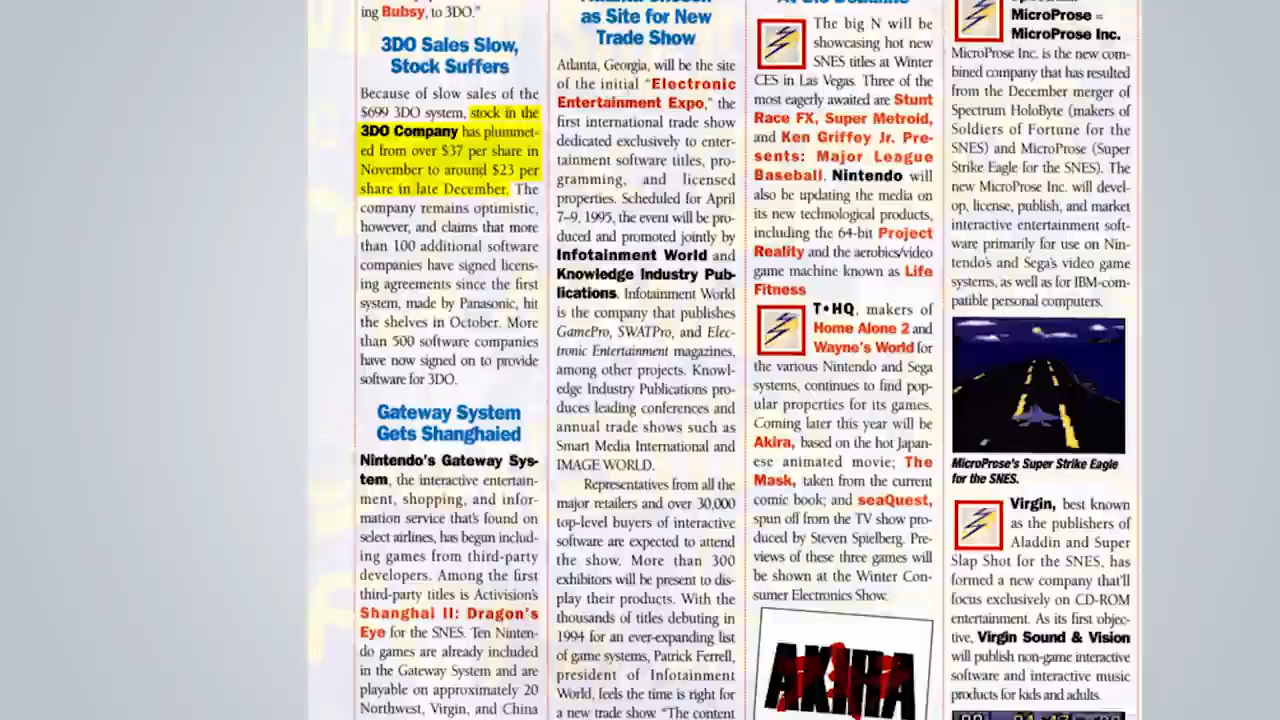 ing Bubsy, to 3DO."
3DO Sales Slow,
Stock Suffers
Because of slow sales of the
$699 3DO system, stock in the
3DO Company has plummet-
ed from over $37 per share in
November to around $23 per
share in late December. The
company remains optimistic,
however, and claims that more
than 100 additional software
companies have signed licens-
ing agreements since the first
system, made by Panasonic, hit
the shelves in October. More
than 500 software companies
have now signed on to provide
software for 3DO.
Gateway System
Gets Shanghaied
Nintendo's Gateway Sys-
tem, the interactive entertain-
ment, shopping, and infor-
mation service that's found on
select airlines, has begun includ-
ing games from third-party
developers. Among the first
third-party titles is Activision's
Shanghai II: Dragon's
Eye for the SNES. Ten Ninten-
do games are already included
in the Gateway System and are
playable on approximately 20
Northwest, Virgin, and China
as Site for New
Trade Show
Atlanta, Georgia, will be the site
of the initial "Electronic
Entertainment Expo," the
first international trade show
dedicated exclusively to enter-
tainment software titles, pro-
gramming, and licensed
properties. Scheduled for April
7–9, 1995, the event will be pro-
duced and promoted jointly by
Infotainment World and
Knowledge Industry Pub-
lications. Infotainment World
is the company that publishes
GamePro, SWATPro, and Elec-
tronic Entertainment magazines,
among other projects. Knowl-
edge Industry Publications pro-
duces leading conferences and
annual trade shows such as
Smart Media International and
IMAGE WORLD.
Representatives from all the
major retailers and over 30,000
top-level buyers of interactive
software are expected to attend
the show. More than 300
exhibitors will be present to dis-
play their products. With the
thousands of titles debuting in
1994 for an ever-expanding list
of game systems, Patrick Ferrell,
president of Infotainment
World, feels the time is right for
a new trade show. "The content
The big N will be
showcasing hot new
SNES titles at Winter
CES in Las Vegas. Three of the
most eagerly awaited are Stunt
Race FX, Super Metroid,
and Ken Griffey Jr. Pre-
sents: Major League
Baseball. Nintendo will
also be updating the media on
its new technological products,
including the 64-bit Project
Reality and the aerobics/video
game machine known as Life
Fitness
T•HQ, makers of
Home Alone 2 and
Wayne's World for
the various Nintendo and Sega
systems, continues to find pop-
ular properties for its games.
Coming later this year will be
Akira, based on the hot Japan-
ese animated movie; The
Mask, taken from the current
comic book; and seaQuest,
spun off from the TV show pro-
duced by Steven Spielberg. Pre-
views of these three games will
be shown at the Winter Con-
sumer Electronics Show.
AKIRA
MicroProse =
MicroProse Inc.
MicroProse Inc. is the new com-
bined company that has resulted
from the December merger of
Spectrum HoloByte (makers of
Soldiers of Fortune for the
SNES) and MicroProse (Super
Strike Eagle for the SNES). The
new MicroProse Inc. will devel-
op, license, publish, and market
interactive entertainment soft-
ware primarily for use on Nin-
tendo's and Sega's video game
systems, as well as for IBM-com-
patible personal computers.
MicroProse's Super Strike Eagle
for the SNES.
Virgin, best known
as the publishers of
Aladdin and Super
Slap Shot for the SNES, has
formed a new company that'll
focus exclusively on CD-ROM
entertainment. As its first objec-
tive, Virgin Sound & Vision
will publish non-game interactive
software and interactive music
products for kids and adults.